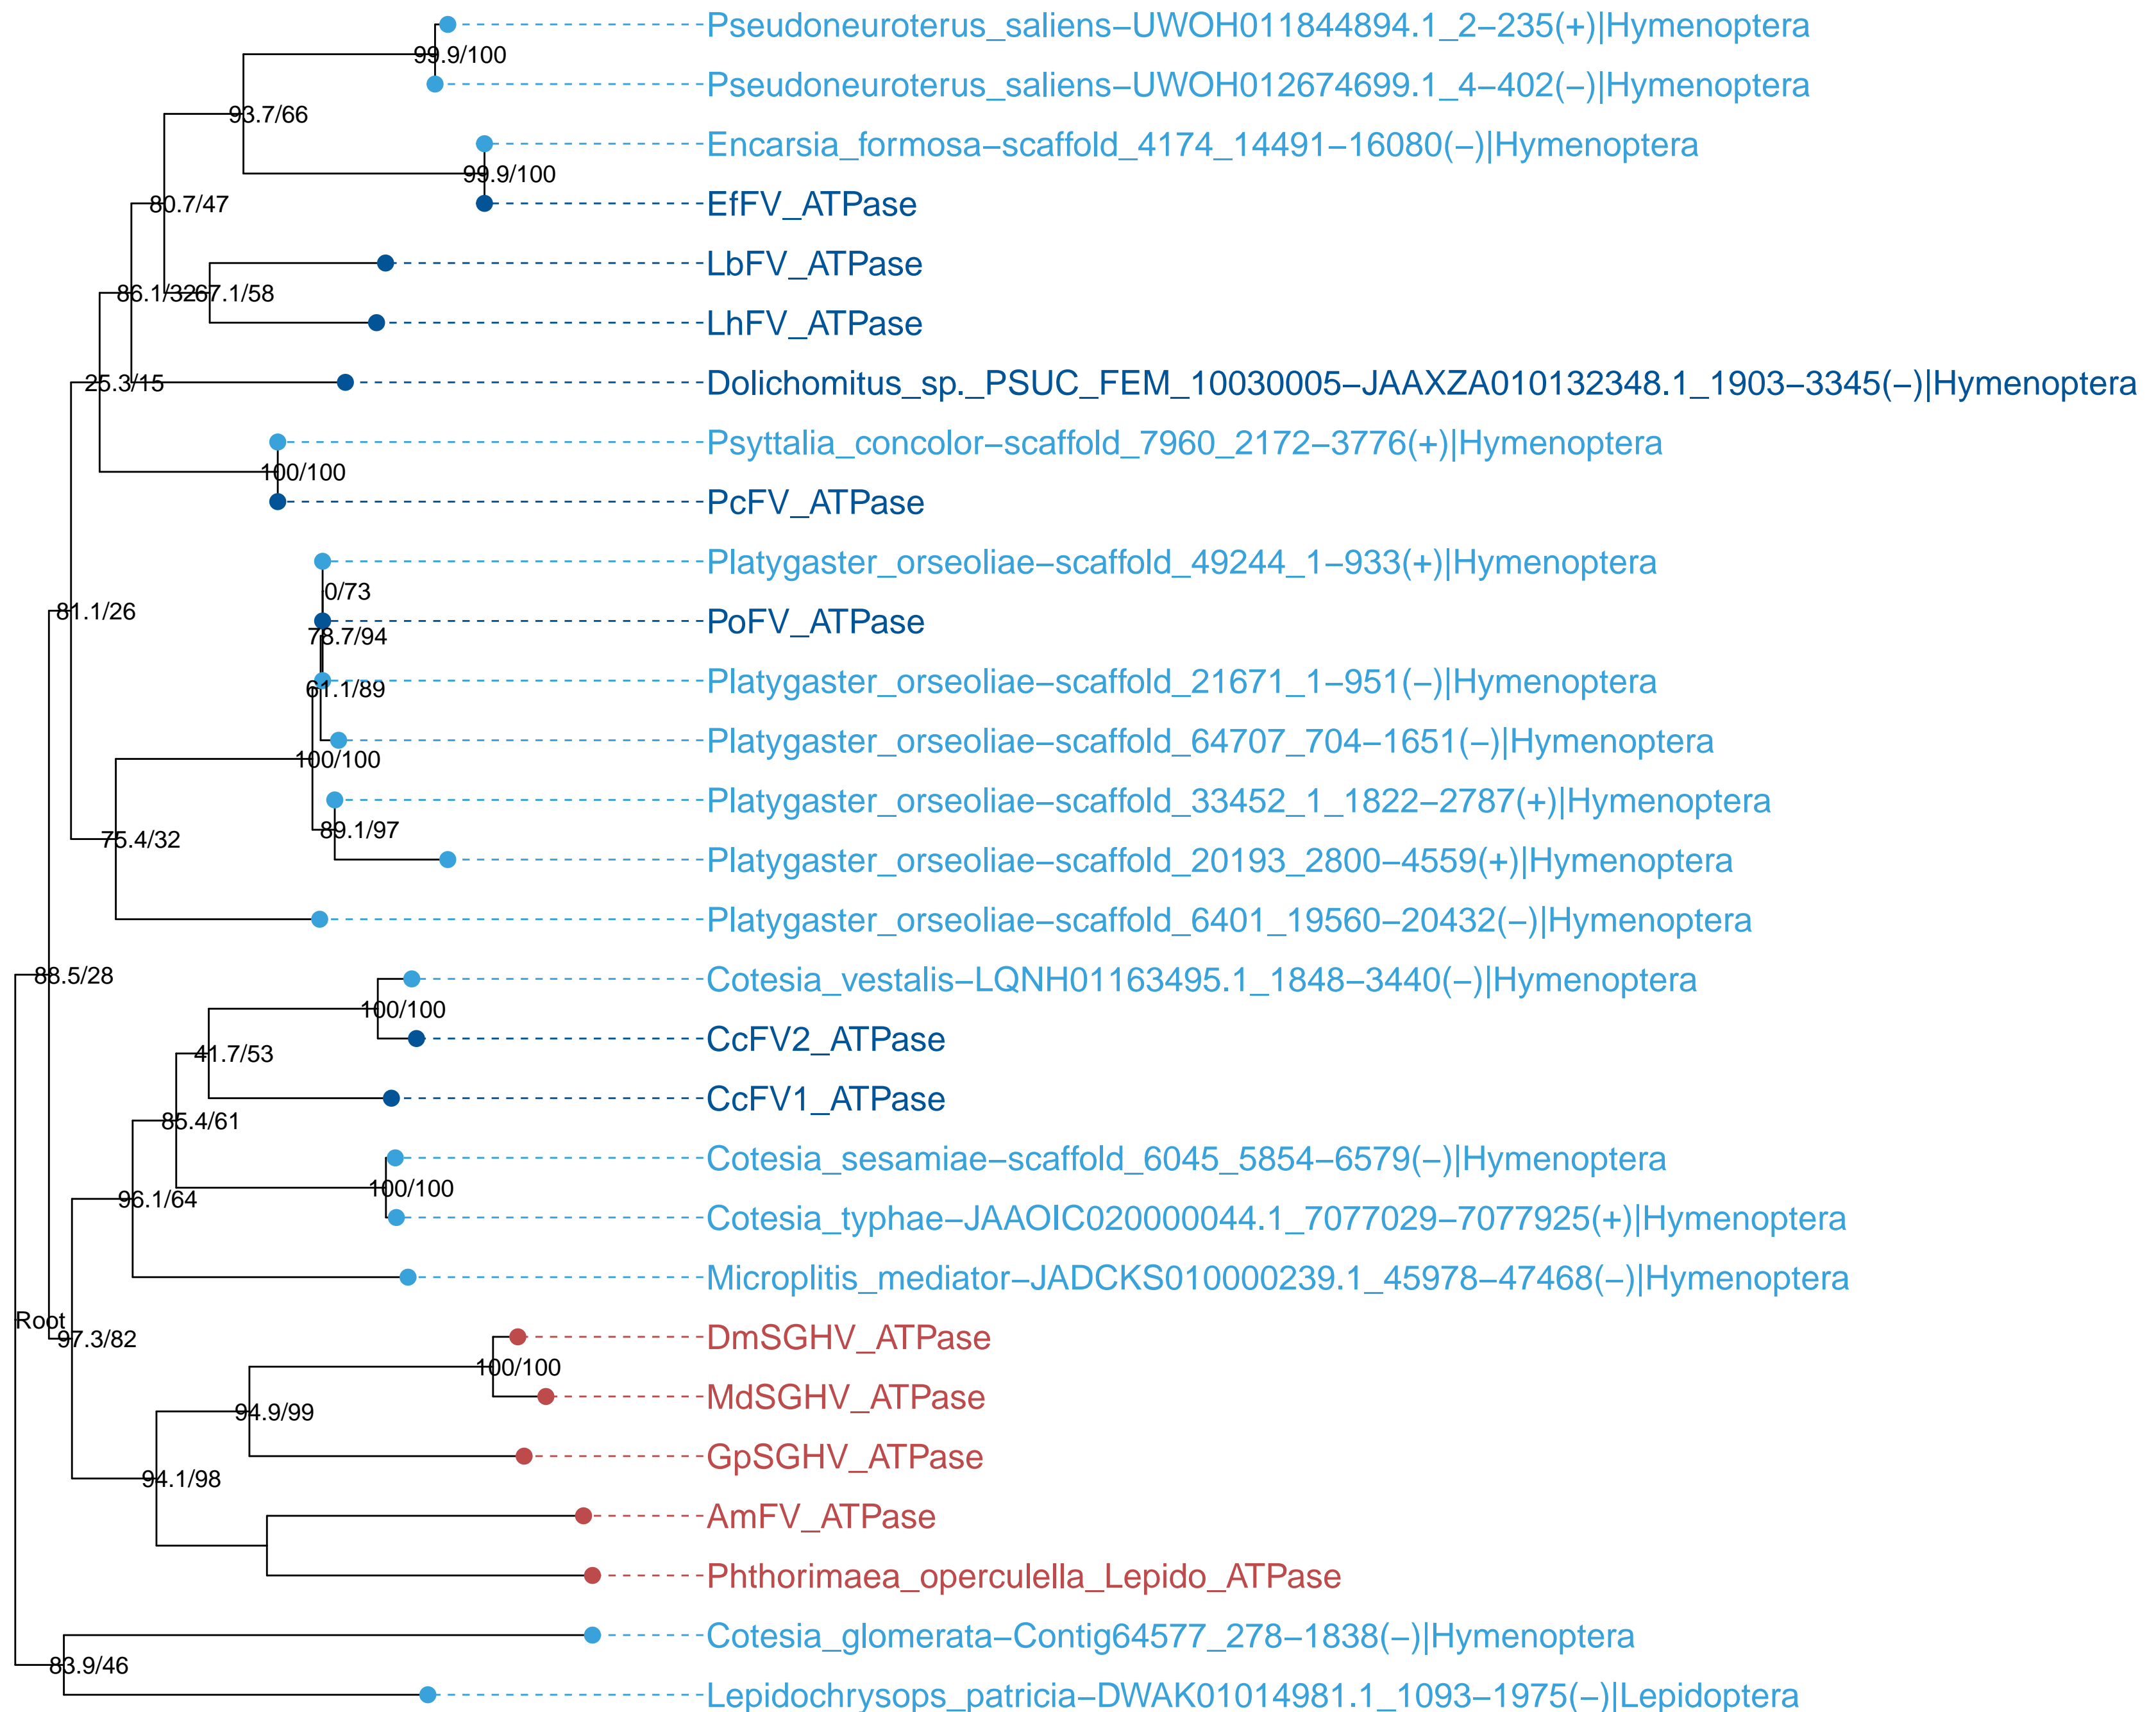 Pseudoneuroterus_saliens−UWOH011844894.1_2−235(+)|Hymenoptera
99.9/100
Pseudoneuroterus_saliens−UWOH012674699.1_4−402(−)|Hymenoptera
93.7/66
Encarsia_formosa−scaffold_4174_14491−16080(−)|Hymenoptera
99.9/100
80.7/47
EfFV_ATPase
LbFV_ATPase
86.1/32
67.1/58
LhFV_ATPase
25.3/15
Dolichomitus_sp._PSUC_FEM_10030005−JAAXZA010132348.1_1903−3345(−)|Hymenoptera
Psyttalia_concolor−scaffold_7960_2172−3776(+)|Hymenoptera
100/100
PcFV_ATPase
Platygaster_orseoliae−scaffold_49244_1−933(+)|Hymenoptera
0/73
81.1/26
PoFV_ATPase
78.7/94
Platygaster_orseoliae−scaffold_21671_1−951(−)|Hymenoptera
61.1/89
Platygaster_orseoliae−scaffold_64707_704−1651(−)|Hymenoptera
100/100
Platygaster_orseoliae−scaffold_33452_1_1822−2787(+)|Hymenoptera
89.1/97
75.4/32
Platygaster_orseoliae−scaffold_20193_2800−4559(+)|Hymenoptera
Platygaster_orseoliae−scaffold_6401_19560−20432(−)|Hymenoptera
88.5/28
Cotesia_vestalis−LQNH01163495.1_1848−3440(−)|Hymenoptera
100/100
CcFV2_ATPase
41.7/53
CcFV1_ATPase
85.4/61
Cotesia_sesamiae−scaffold_6045_5854−6579(−)|Hymenoptera
100/100
96.1/64
Cotesia_typhae−JAAOIC020000044.1_7077029−7077925(+)|Hymenoptera
Microplitis_mediator−JADCKS010000239.1_45978−47468(−)|Hymenoptera
Root
97.3/82
DmSGHV_ATPase
100/100
MdSGHV_ATPase
94.9/99
GpSGHV_ATPase
94.1/98
AmFV_ATPase
Phthorimaea_operculella_Lepido_ATPase
Cotesia_glomerata−Contig64577_278−1838(−)|Hymenoptera
83.9/46
Lepidochrysops_patricia−DWAK01014981.1_1093−1975(−)|Lepidoptera